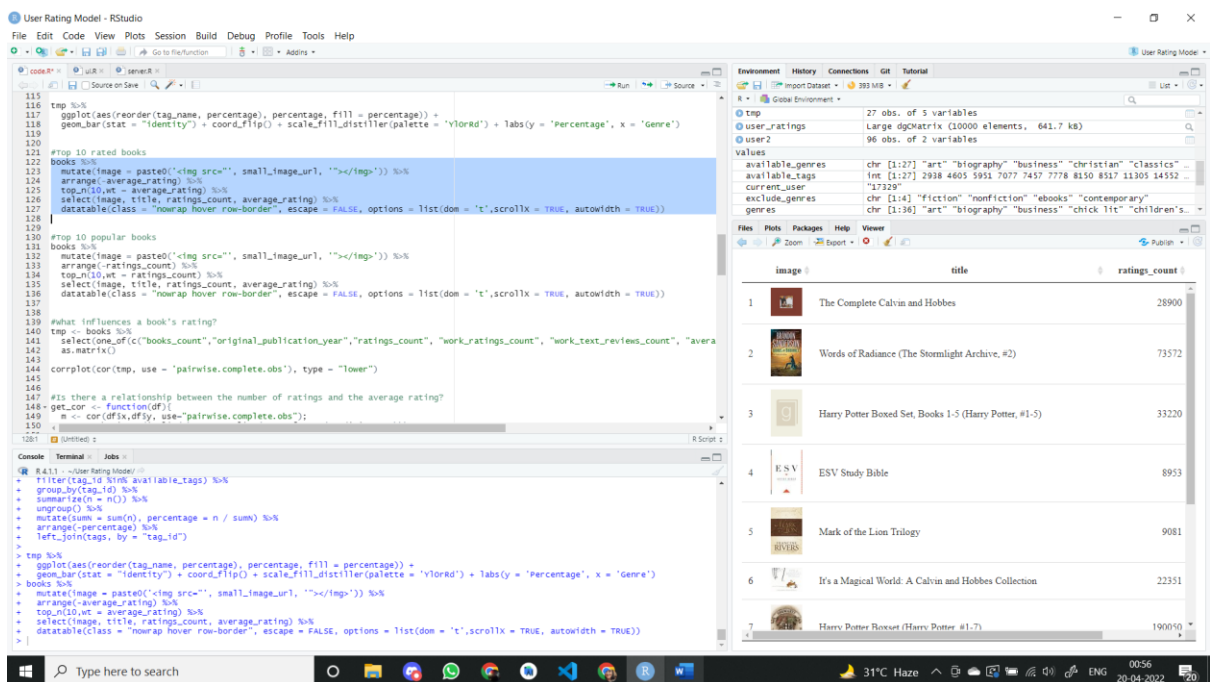 User Rating Model - RStudio
File Edit Code View Plots Session Build Debug Profile Tools Help
Go to file/function Addins User Rating Model
code.R* ui.R server.R
Source on Save Run Source
115
116 tmp %>%
117 ggplot(aes(reorder(tag_name, percentage), percentage, fill = percentage)) +
118 geom_bar(stat = "identity") + coord_flip() + scale_fill_distiller(palette = 'YlOrRd') + labs(y = 'Percentage', x = 'Genre')
119
120
121 #Top 10 rated books
122 books %>%
123 mutate(image = paste0('<img src="', small_image_url, '"></img>')) %>%
124 arrange(-average_rating) %>%
125 top_n(10,wt = average_rating) %>%
126 select(image, title, ratings_count, average_rating) %>%
127 datatable(class = "nowrap hover row-border", escape = FALSE, options = list(dom = 't',scrollX = TRUE, autoWidth = TRUE))
128
129
130 #Top 10 popular books
131 books %>%
132 mutate(image = paste0('<img src="', small_image_url, '"></img>')) %>%
133 arrange(-ratings_count) %>%
134 top_n(10,wt = ratings_count) %>%
135 select(image, title, ratings_count, average_rating) %>%
136 datatable(class = "nowrap hover row-border", escape = FALSE, options = list(dom = 't',scrollX = TRUE, autoWidth = TRUE))
137
138
139 #What influences a book's rating?
140 tmp <- books %>%
141 select(one_of(c("books_count","original_publication_year","ratings_count", "work_ratings_count", "work_text_reviews_count", "avera
142 as.matrix()
143
144 corrplot(cor(tmp, use = 'pairwise.complete.obs'), type = "lower")
145
146
147 #Is there a relationship between the number of ratings and the average rating?
148 get_cor <- function(df){
149 m <- cor(df$x,df$y, use="pairwise.complete.obs");
150
128:1 (Untitled) R Script
Console Terminal Jobs
R 4.1.1 · ~/User Rating Model/
+ filter(tag_id %in% available_tags) %>%
+ group_by(tag_id) %>%
+ summarize(n = n()) %>%
+ ungroup() %>%
+ mutate(sumN = sum(n), percentage = n / sumN) %>%
+ arrange(-percentage) %>%
+ left_join(tags, by = "tag_id")
>
> tmp %>%
+ ggplot(aes(reorder(tag_name, percentage), percentage, fill = percentage)) +
+ geom_bar(stat = "identity") + coord_flip() + scale_fill_distiller(palette = 'YlOrRd') + labs(y = 'Percentage', x = 'Genre')
> books %>%
+ mutate(image = paste0('<img src="', small_image_url, '"></img>')) %>%
+ arrange(-average_rating) %>%
+ top_n(10,wt = average_rating) %>%
+ select(image, title, ratings_count, average_rating) %>%
+ datatable(class = "nowrap hover row-border", escape = FALSE, options = list(dom = 't',scrollX = TRUE, autoWidth = TRUE))
>
Environment History Connections Git Tutorial
Import Dataset 393 MiB List
R Global Environment
tmp 27 obs. of 5 variables
user_ratings Large dgCMatrix (10000 elements, 641.7 kB)
user2 96 obs. of 2 variables
values
available_genres chr [1:27] "art" "biography" "business" "christian" "classics" ...
available_tags int [1:27] 2938 4605 5951 7077 7457 7778 8150 8517 11305 14552 ...
current_user "17329"
exclude_genres chr [1:4] "fiction" "nonfiction" "ebooks" "contemporary"
genres chr [1:36] "art" "biography" "business" "chick lit" "children's...
Files Plots Packages Help Viewer
Zoom Export Publish
image title ratings_count
1 The Complete Calvin and Hobbes 28900
2 Words of Radiance (The Stormlight Archive, #2) 73572
3 Harry Potter Boxed Set, Books 1-5 (Harry Potter, #1-5) 33220
4 ESV ESV Study Bible 8953
5 RIVERS Mark of the Lion Trilogy 9081
6 It's a Magical World: A Calvin and Hobbes Collection 22351
7 Harry Potter Boxset (Harry Potter, #1-7) 190050
Type here to search 31°C Haze ENG 00:56
20-04-2022 20